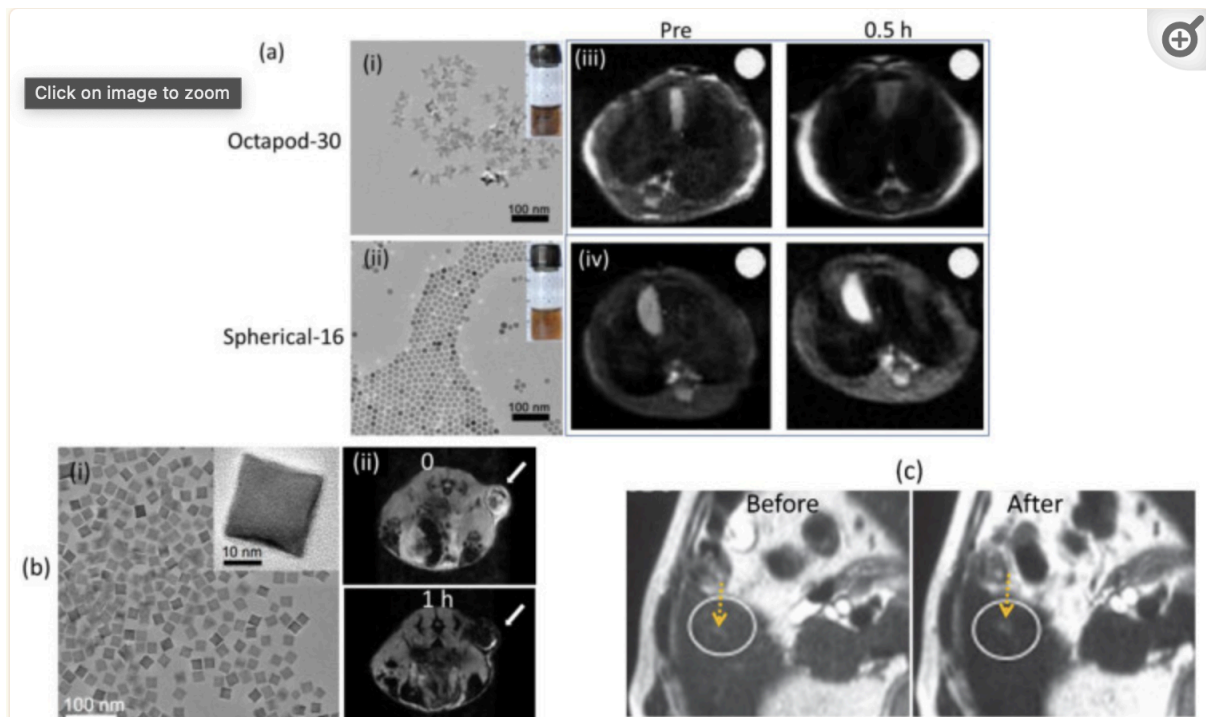 Pre 0.5 h
(a) (i) (iii)
Click on image to zoom
Octapod-30
100 nm
(ii) (iv)
Spherical-16
100 nm
(i) (ii) 0 (c)
Before After
10 nm
(b)
1 h
100 nm